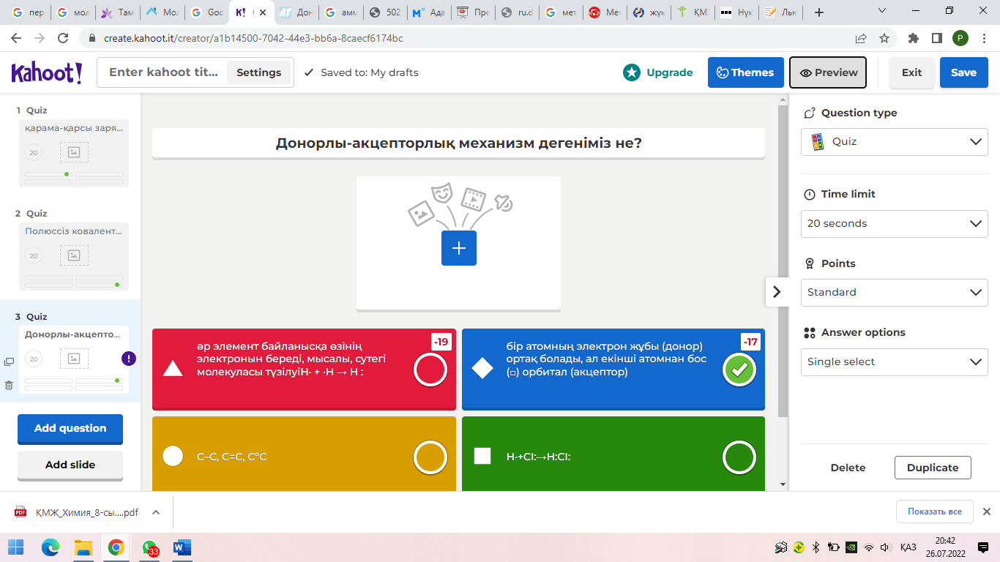 пер
мол
Там
Мол
Goo
K!
Дон
амм
502
Ада
Пре
ru.c
мет
Мет
жүк
ҚМЖ
Нүк
Льк
create.kahoot.it/creator/a1b14500-7042-44e3-bb6a-8caecf6174bc
P
Kahoot!
Enter kahoot tit...
Settings
Saved to: My drafts
Upgrade
Themes
Preview
Exit
Save
1 Quiz
қарама-қарсы заря...
20
2 Quiz
Полюссіз ковалент...
20
3 Quiz
Донорлы-акцепто...
20
!
Add question
Add slide
Донорлы-акцепторлық механизм дегеніміз не?
-19
әр элемент байланысқа өзінің
электронын береді, мысалы, сутегі
молекуласы түзілуіH· + ·H → H :
-17
бір атомның электрон жұбы (донор)
ортақ болады, ал екінші атомнан бос
(□) орбитал (акцептор)
С–С, С=С, СºС
H·+Cl:→H:Cl:
Question type
Quiz
Time limit
20 seconds
Points
Standard
Answer options
Single select
Delete
Duplicate
ҚМЖ_Химия_8-сы....pdf
Показать все
33
ҚАЗ
20:42
26.07.2022